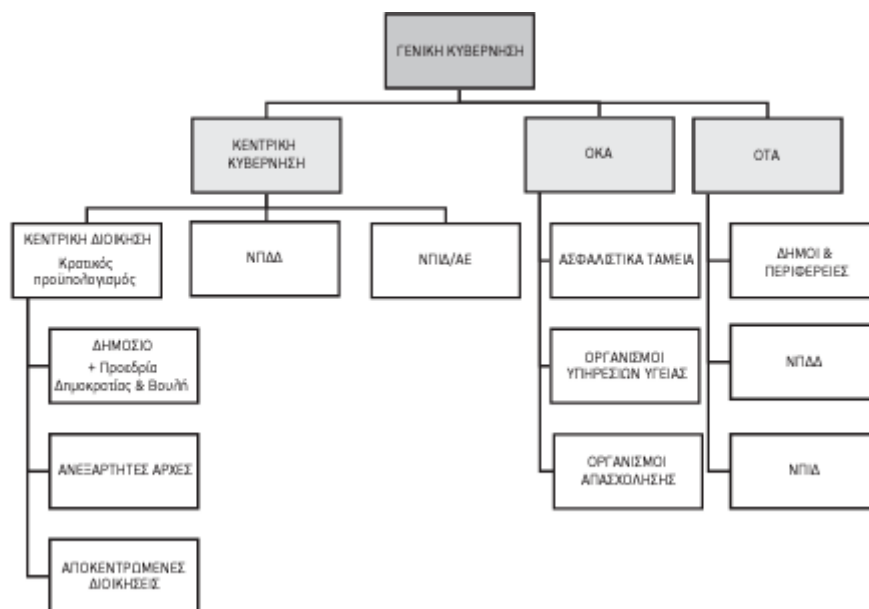 ΓΕΝΙΚΗ ΚΥΒΕΡΝΗΣΗ
ΚΕΝΤΡΙΚΗ
ΚΥΒΕΡΝΗΣΗ
ΟΚΑ
ΟΤΑ
ΚΕΝΤΡΙΚΗ ΔΙΟΙΚΗΣΗ
Κρατικός
προϋπολογισμός
ΝΠΔΔ
ΝΠΙΔ/ΑΕ
ΑΣΦΑΛΙΣΤΙΚΑ ΤΑΜΕΙΑ
ΔΗΜΟΙ &
ΠΕΡΙΦΕΡΕΙΕΣ
ΔΗΜΟΣΙΟ
+ Προεδρία
Δημοκρατίας & Βουλή
ΟΡΓΑΝΙΣΜΟΙ
ΥΠΗΡΕΣΙΩΝ ΥΓΕΙΑΣ
ΝΠΔΔ
ΑΝΕΞΑΡΤΗΤΕΣ ΑΡΧΕΣ
ΟΡΓΑΝΙΣΜΟΙ
ΑΠΑΣΧΟΛΗΣΗΣ
ΝΠΙΔ
ΑΠΟΚΕΝΤΡΩΜΕΝΕΣ
ΔΙΟΙΚΗΣΕΙΣ